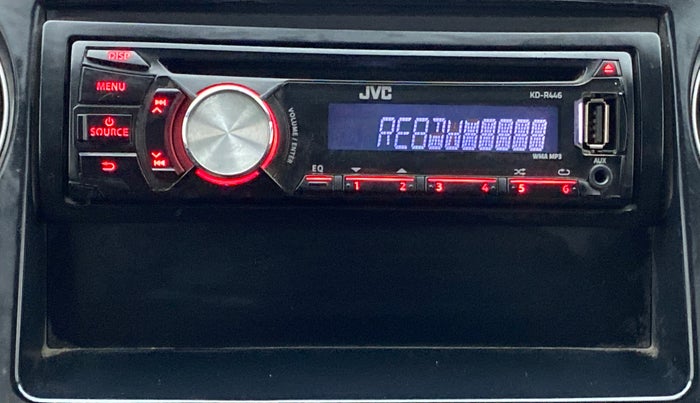 DISP
JVC
KD-R446
MENU
SOURCE
VOLUME / ENTER
WMA MP3
EQ
AUX
1 2 3 4 5 6